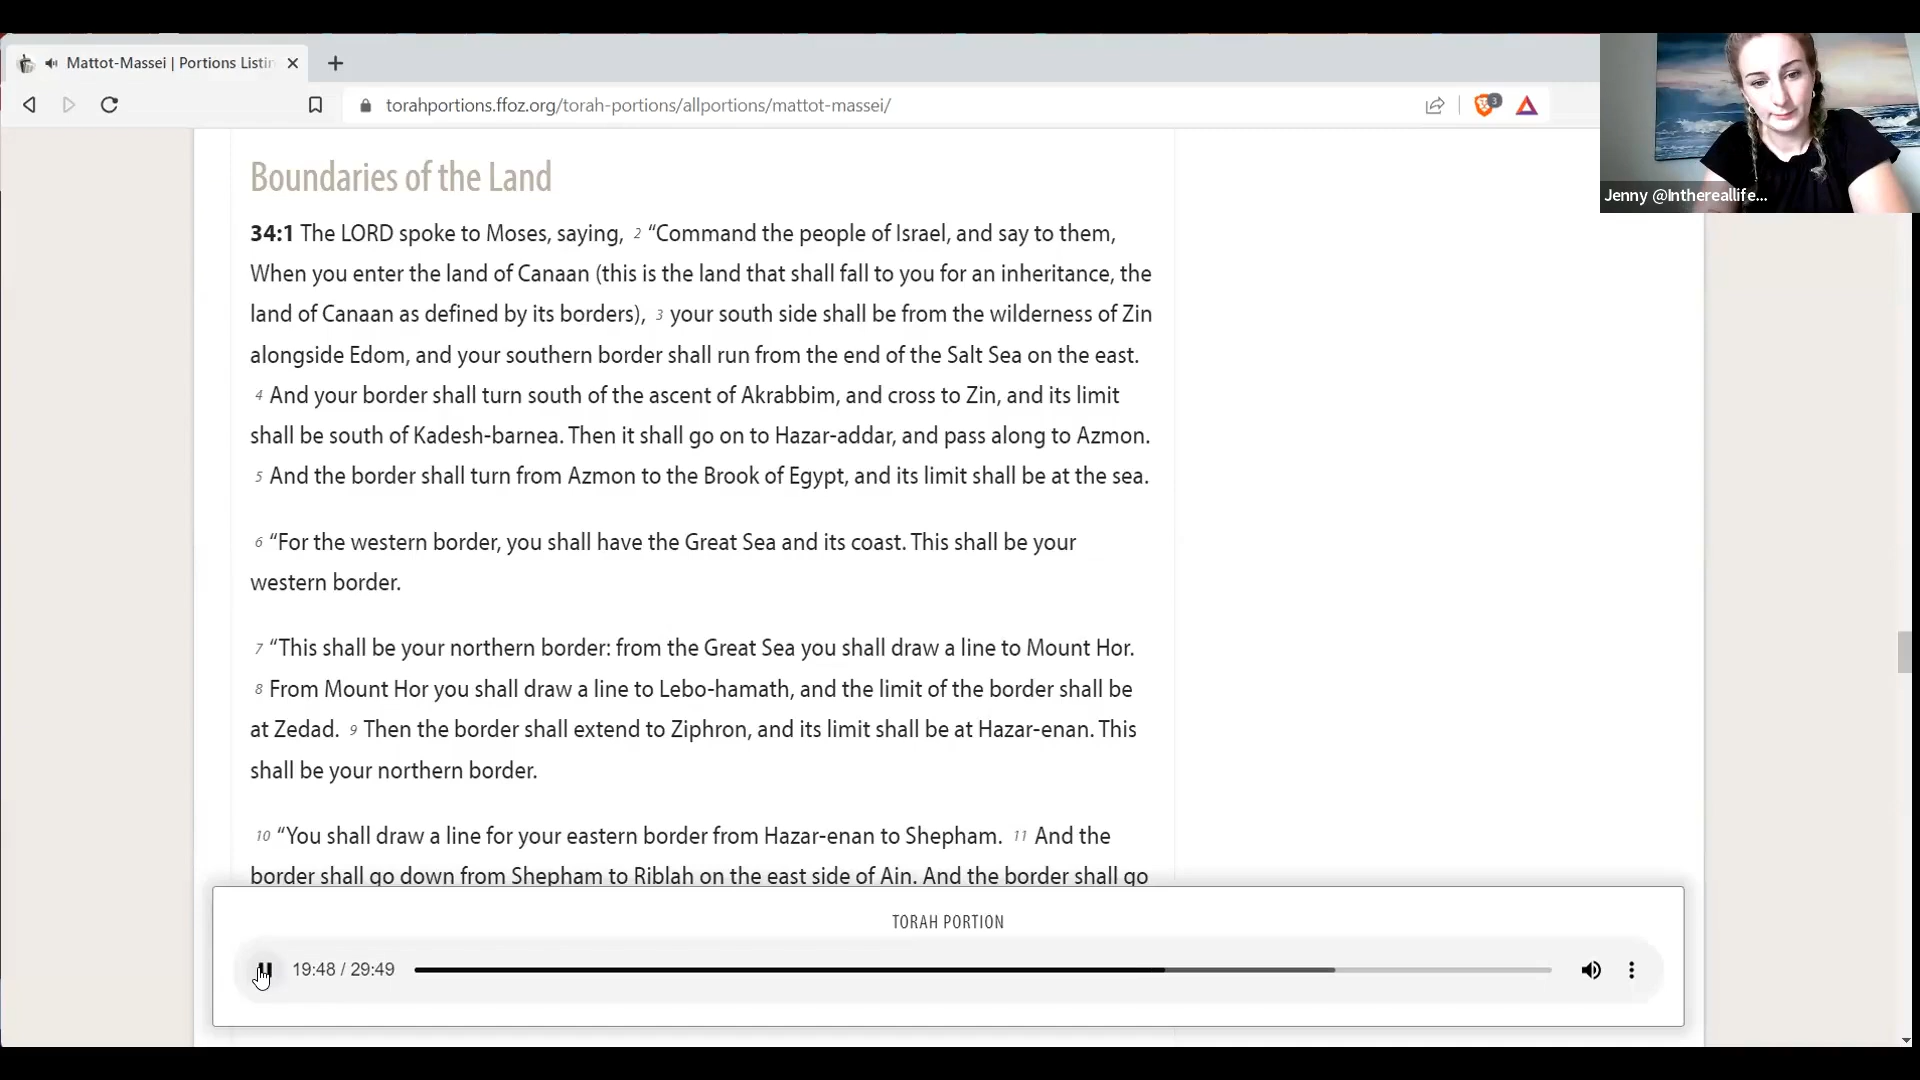 Mattot-Massei | Portions Listin
torahportions.ffoz.org/torah-portions/allportions/mattot-massei/
3
Jenny @Inthereallife...
Boundaries of the Land
34:1 The LORD spoke to Moses, saying, 2 “Command the people of Israel, and say to them,
When you enter the land of Canaan (this is the land that shall fall to you for an inheritance, the
land of Canaan as defined by its borders), 3 your south side shall be from the wilderness of Zin
alongside Edom, and your southern border shall run from the end of the Salt Sea on the east.
4 And your border shall turn south of the ascent of Akrabbim, and cross to Zin, and its limit
shall be south of Kadesh-barnea. Then it shall go on to Hazar-addar, and pass along to Azmon.
5 And the border shall turn from Azmon to the Brook of Egypt, and its limit shall be at the sea.
6 “For the western border, you shall have the Great Sea and its coast. This shall be your
western border.
7 “This shall be your northern border: from the Great Sea you shall draw a line to Mount Hor.
8 From Mount Hor you shall draw a line to Lebo-hamath, and the limit of the border shall be
at Zedad. 9 Then the border shall extend to Ziphron, and its limit shall be at Hazar-enan. This
shall be your northern border.
10 “You shall draw a line for your eastern border from Hazar-enan to Shepham. 11 And the
border shall go down from Shepham to Riblah on the east side of Ain. And the border shall go
TORAH PORTION
19:48 / 29:49